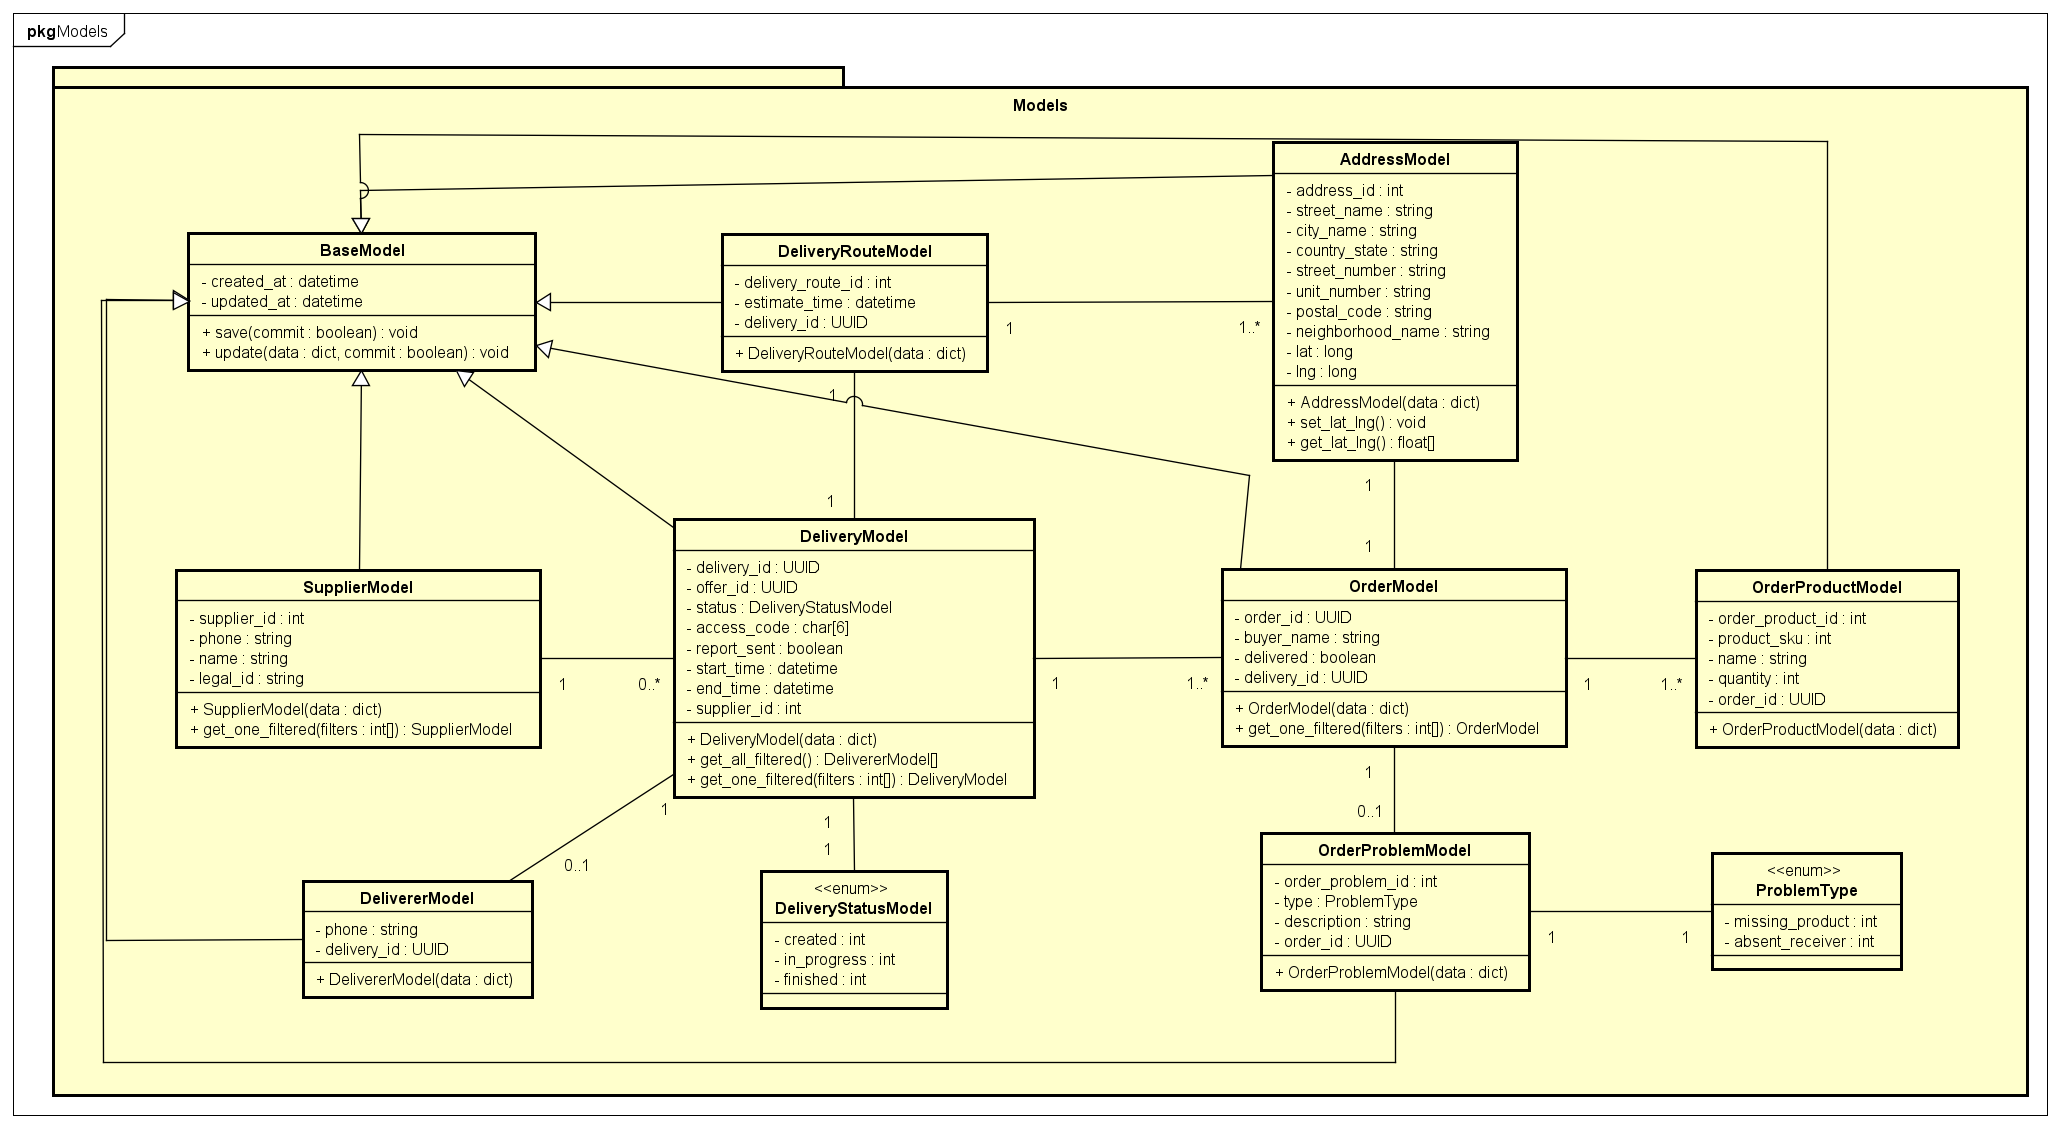 pkgModels
Models
BaseModel
- created_at : datetime
- updated_at : datetime
+ save(commit : boolean) : void
+ update(data : dict, commit : boolean) : void
DeliveryRouteModel
- delivery_route_id : int
- estimate_time : datetime
- delivery_id : UUID
+ DeliveryRouteModel(data : dict)
1
1..*
AddressModel
- address_id : int
- street_name : string
- city_name : string
- country_state : string
- street_number : string
- unit_number : string
- postal_code : string
- neighborhood_name : string
- lat : long
- lng : long
+ AddressModel(data : dict)
+ set_lat_lng() : void
+ get_lat_lng() : float[]
1
1
1
1
SupplierModel
- supplier_id : int
- phone : string
- name : string
- legal_id : string
+ SupplierModel(data : dict)
+ get_one_filtered(filters : int[]) : SupplierModel
1
0..*
DeliveryModel
- delivery_id : UUID
- offer_id : UUID
- status : DeliveryStatusModel
- access_code : char[6]
- report_sent : boolean
- start_time : datetime
- end_time : datetime
- supplier_id : int
+ DeliveryModel(data : dict)
+ get_all_filtered() : DelivererModel[]
+ get_one_filtered(filters : int[]) : DeliveryModel
1
1..*
OrderModel
- order_id : UUID
- buyer_name : string
- delivered : boolean
- delivery_id : UUID
+ OrderModel(data : dict)
+ get_one_filtered(filters : int[]) : OrderModel
1
1..*
OrderProductModel
- order_product_id : int
- product_sku : int
- name : string
- quantity : int
- order_id : UUID
+ OrderProductModel(data : dict)
1
0..1
1
1
1
0..1
DelivererModel
- phone : string
- delivery_id : UUID
+ DelivererModel(data : dict)
<<enum>>
DeliveryStatusModel
- created : int
- in_progress : int
- finished : int
OrderProblemModel
- order_problem_id : int
- type : ProblemType
- description : string
- order_id : UUID
+ OrderProblemModel(data : dict)
1
1
<<enum>>
ProblemType
- missing_product : int
- absent_receiver : int